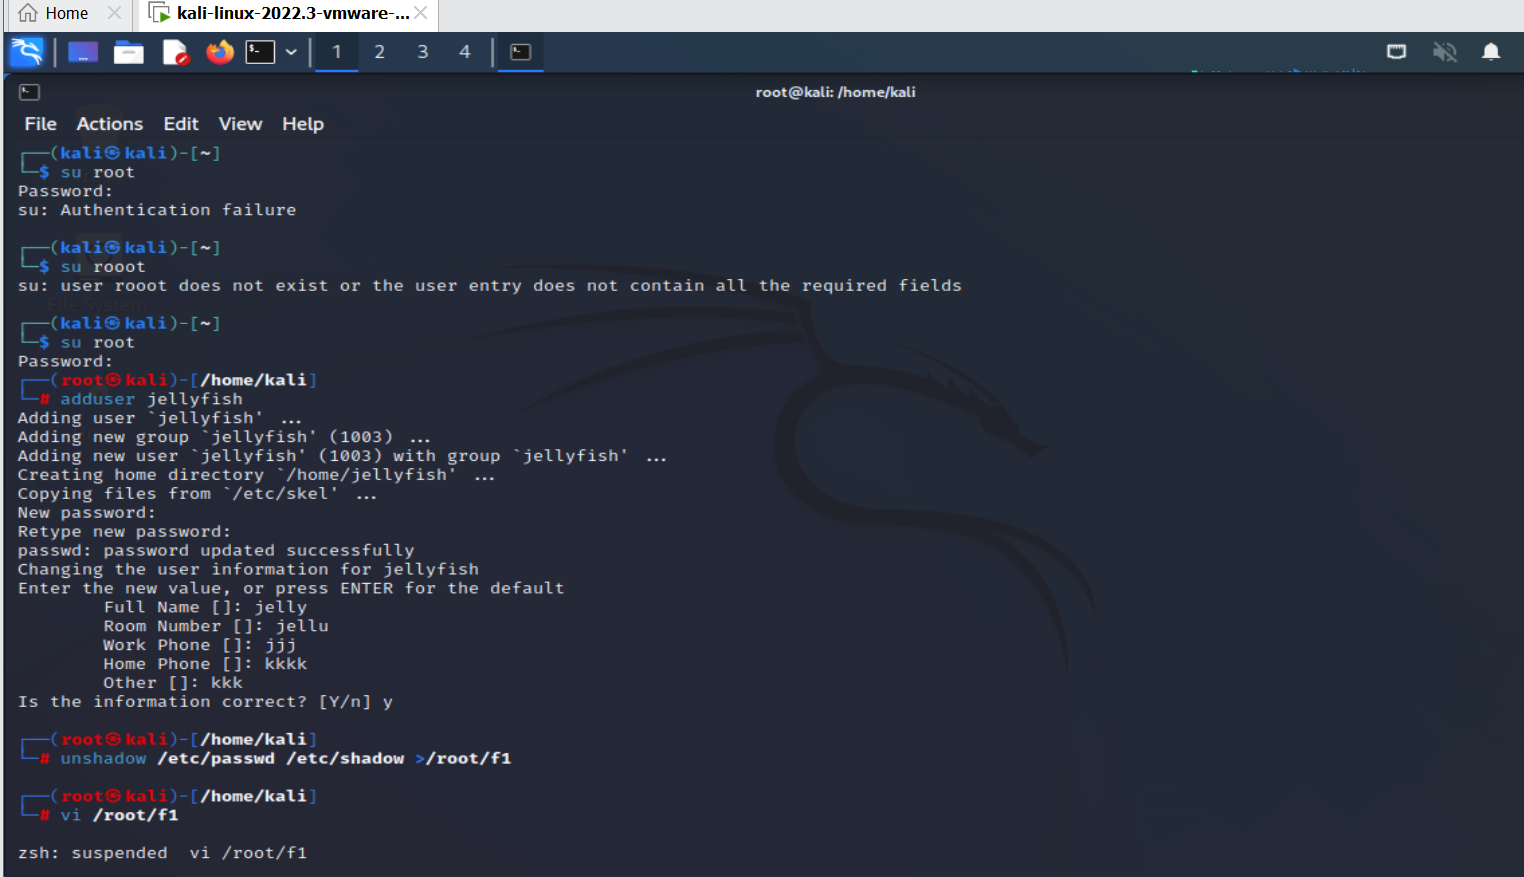 Home
kali-linux-2022.3-vmware-...
1 2 3 4
root@kali: /home/kali
File Actions Edit View Help
┌──(kali㉿kali)-[~]
└─$ su root
Password:
su: Authentication failure
┌──(kali㉿kali)-[~]
└─$ su rooot
su: user rooot does not exist or the user entry does not contain all the required fields
File System
┌──(kali㉿kali)-[~]
└─$ su root
Password:
┌──(root㉿kali)-[/home/kali]
└─# adduser jellyfish
Adding user `jellyfish' ...
Adding new group `jellyfish' (1003) ...
Adding new user `jellyfish' (1003) with group `jellyfish' ...
Creating home directory `/home/jellyfish' ...
Copying files from `/etc/skel' ...
New password:
Retype new password:
passwd: password updated successfully
Changing the user information for jellyfish
Enter the new value, or press ENTER for the default
Full Name []: jelly
Room Number []: jellu
Work Phone []: jjj
Home Phone []: kkkk
Other []: kkk
Is the information correct? [Y/n] y
┌──(root㉿kali)-[/home/kali]
└─# unshadow /etc/passwd /etc/shadow >/root/f1
┌──(root㉿kali)-[/home/kali]
└─# vi /root/f1
zsh: suspended  vi /root/f1